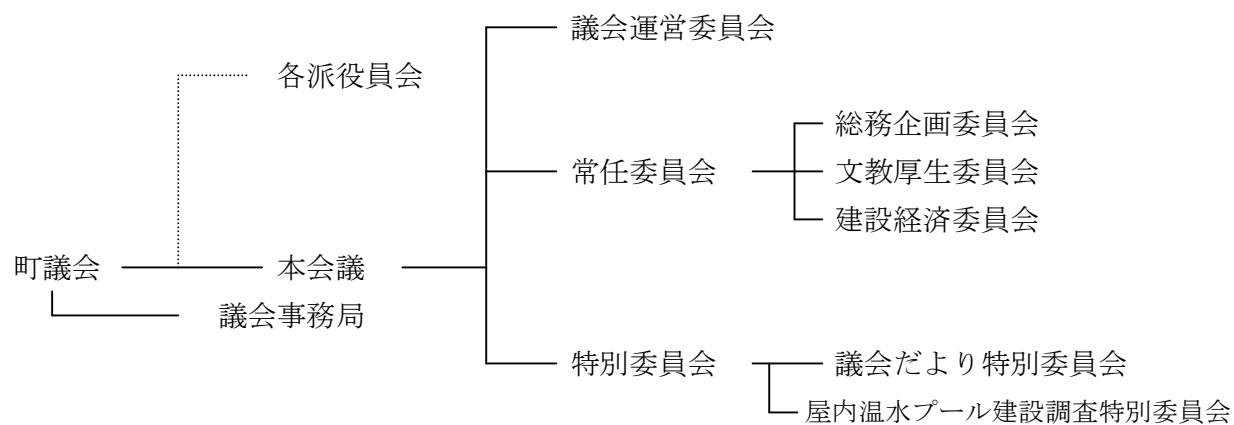 議会運営委員会
各派役員会
総務企画委員会
常任委員会
文教厚生委員会
建設経済委員会
町議会
本会議
議会事務局
特別委員会
議会だより特別委員会
屋内温水プール建設調査特別委員会